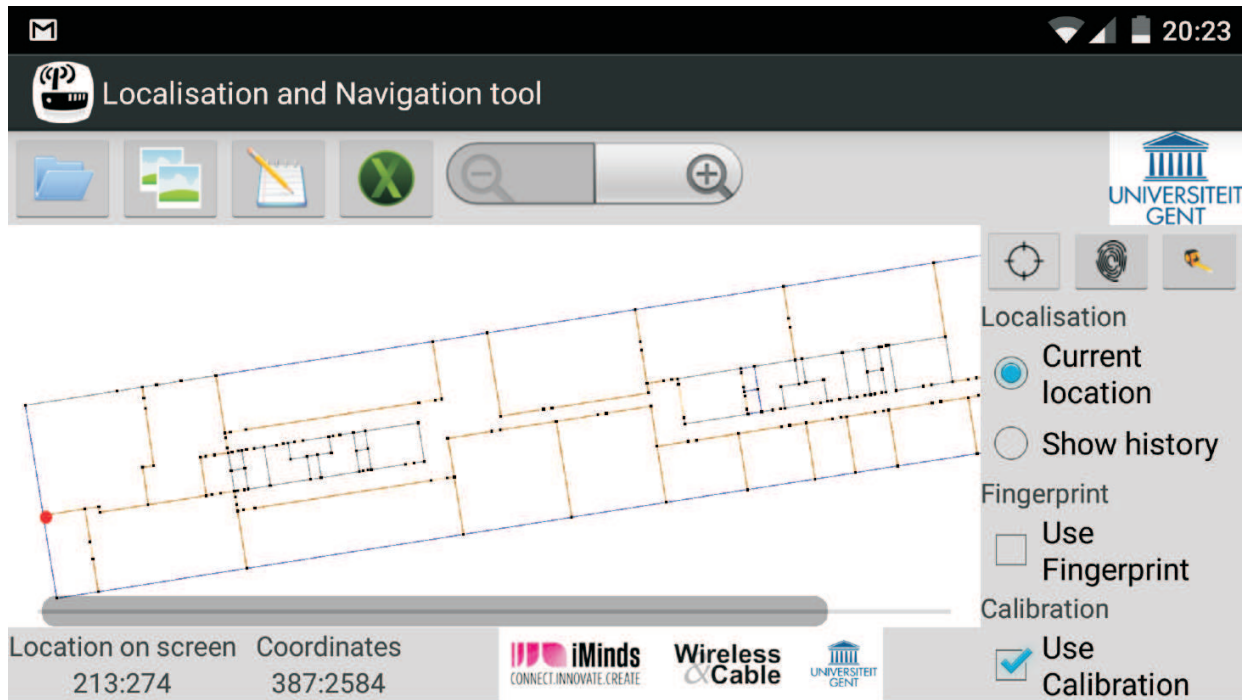 20:23
Localisation and Navigation tool
X
UNIVERSITEIT
GENT
Localisation
Current
location
Show history
Fingerprint
Use
Fingerprint
Calibration
Use
Calibration
Location on screen
213:274
Coordinates
387:2584
iMinds
CONNECT.INNOVATE.CREATE
Wireless
&Cable
UNIVERSITEIT
GENT